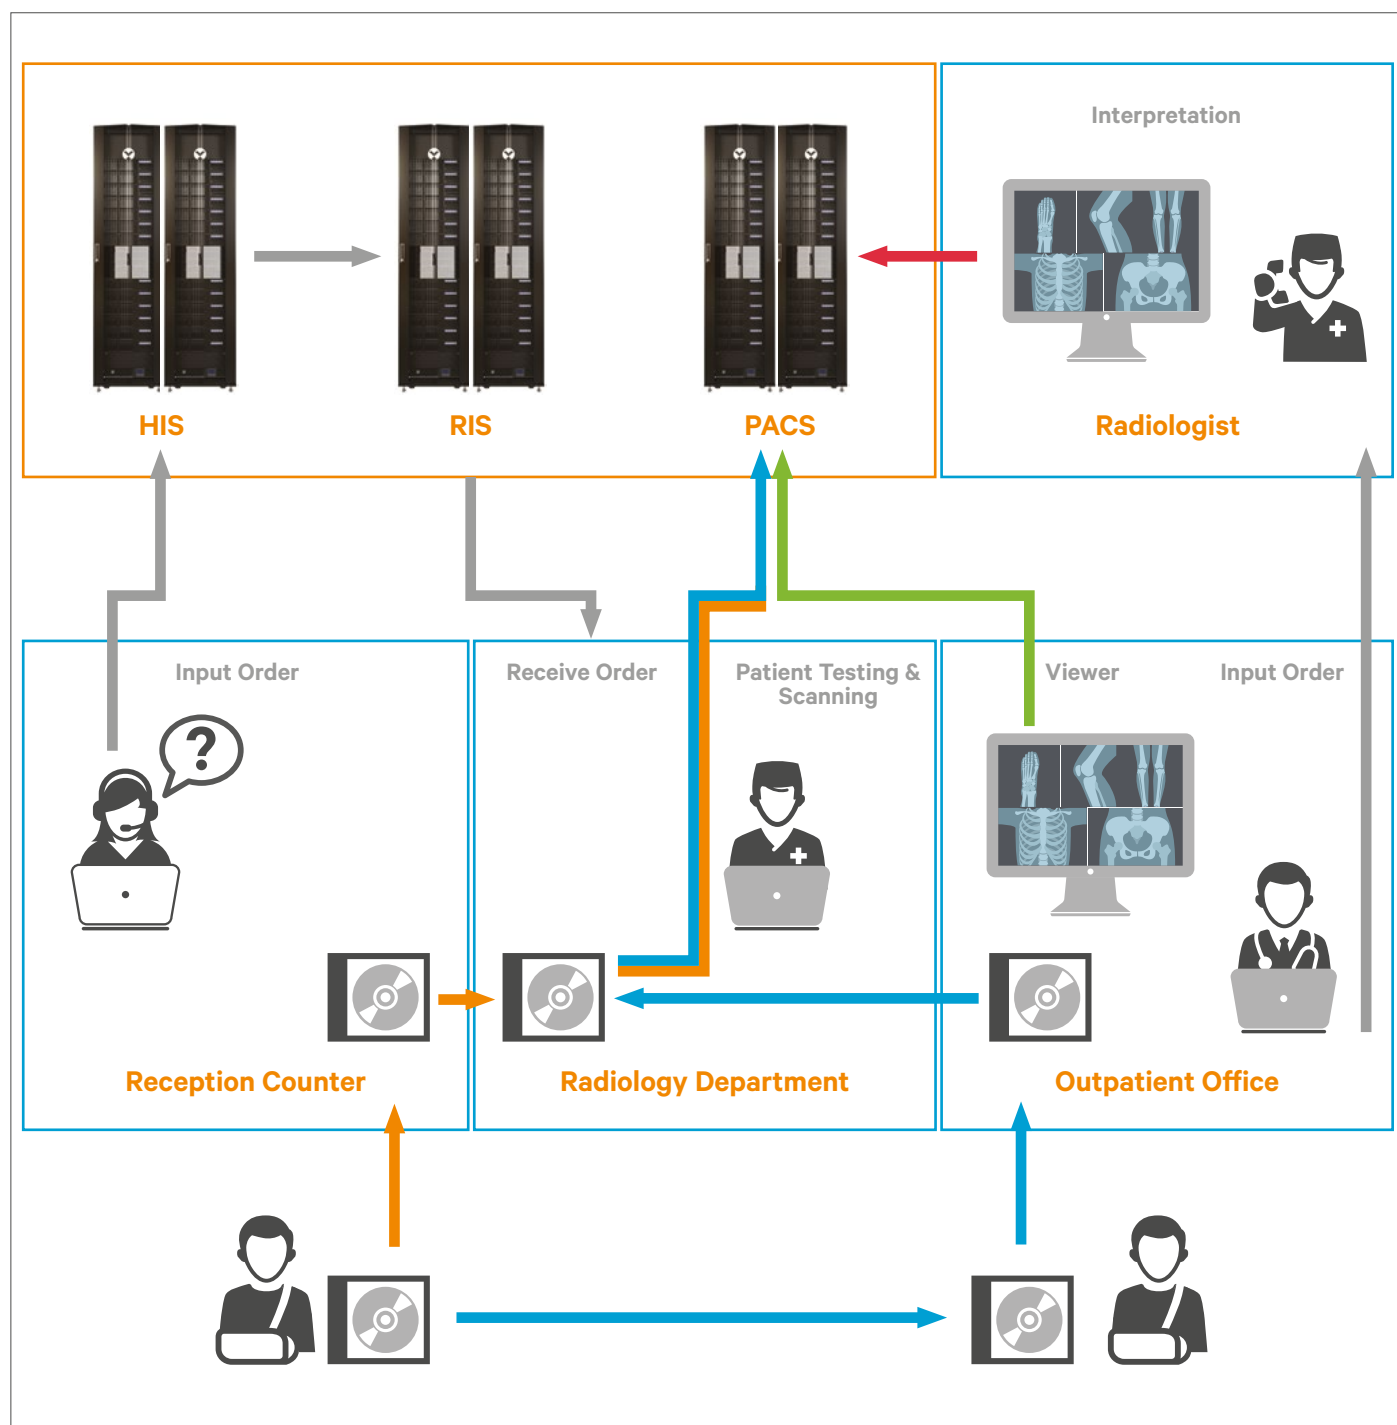 Interpretation
HIS
RIS
PACS
Radiologist
Input Order
Receive Order
Patient Testing &
Scanning
Viewer
Input Order
?
Reception Counter
Radiology Department
Outpatient Office